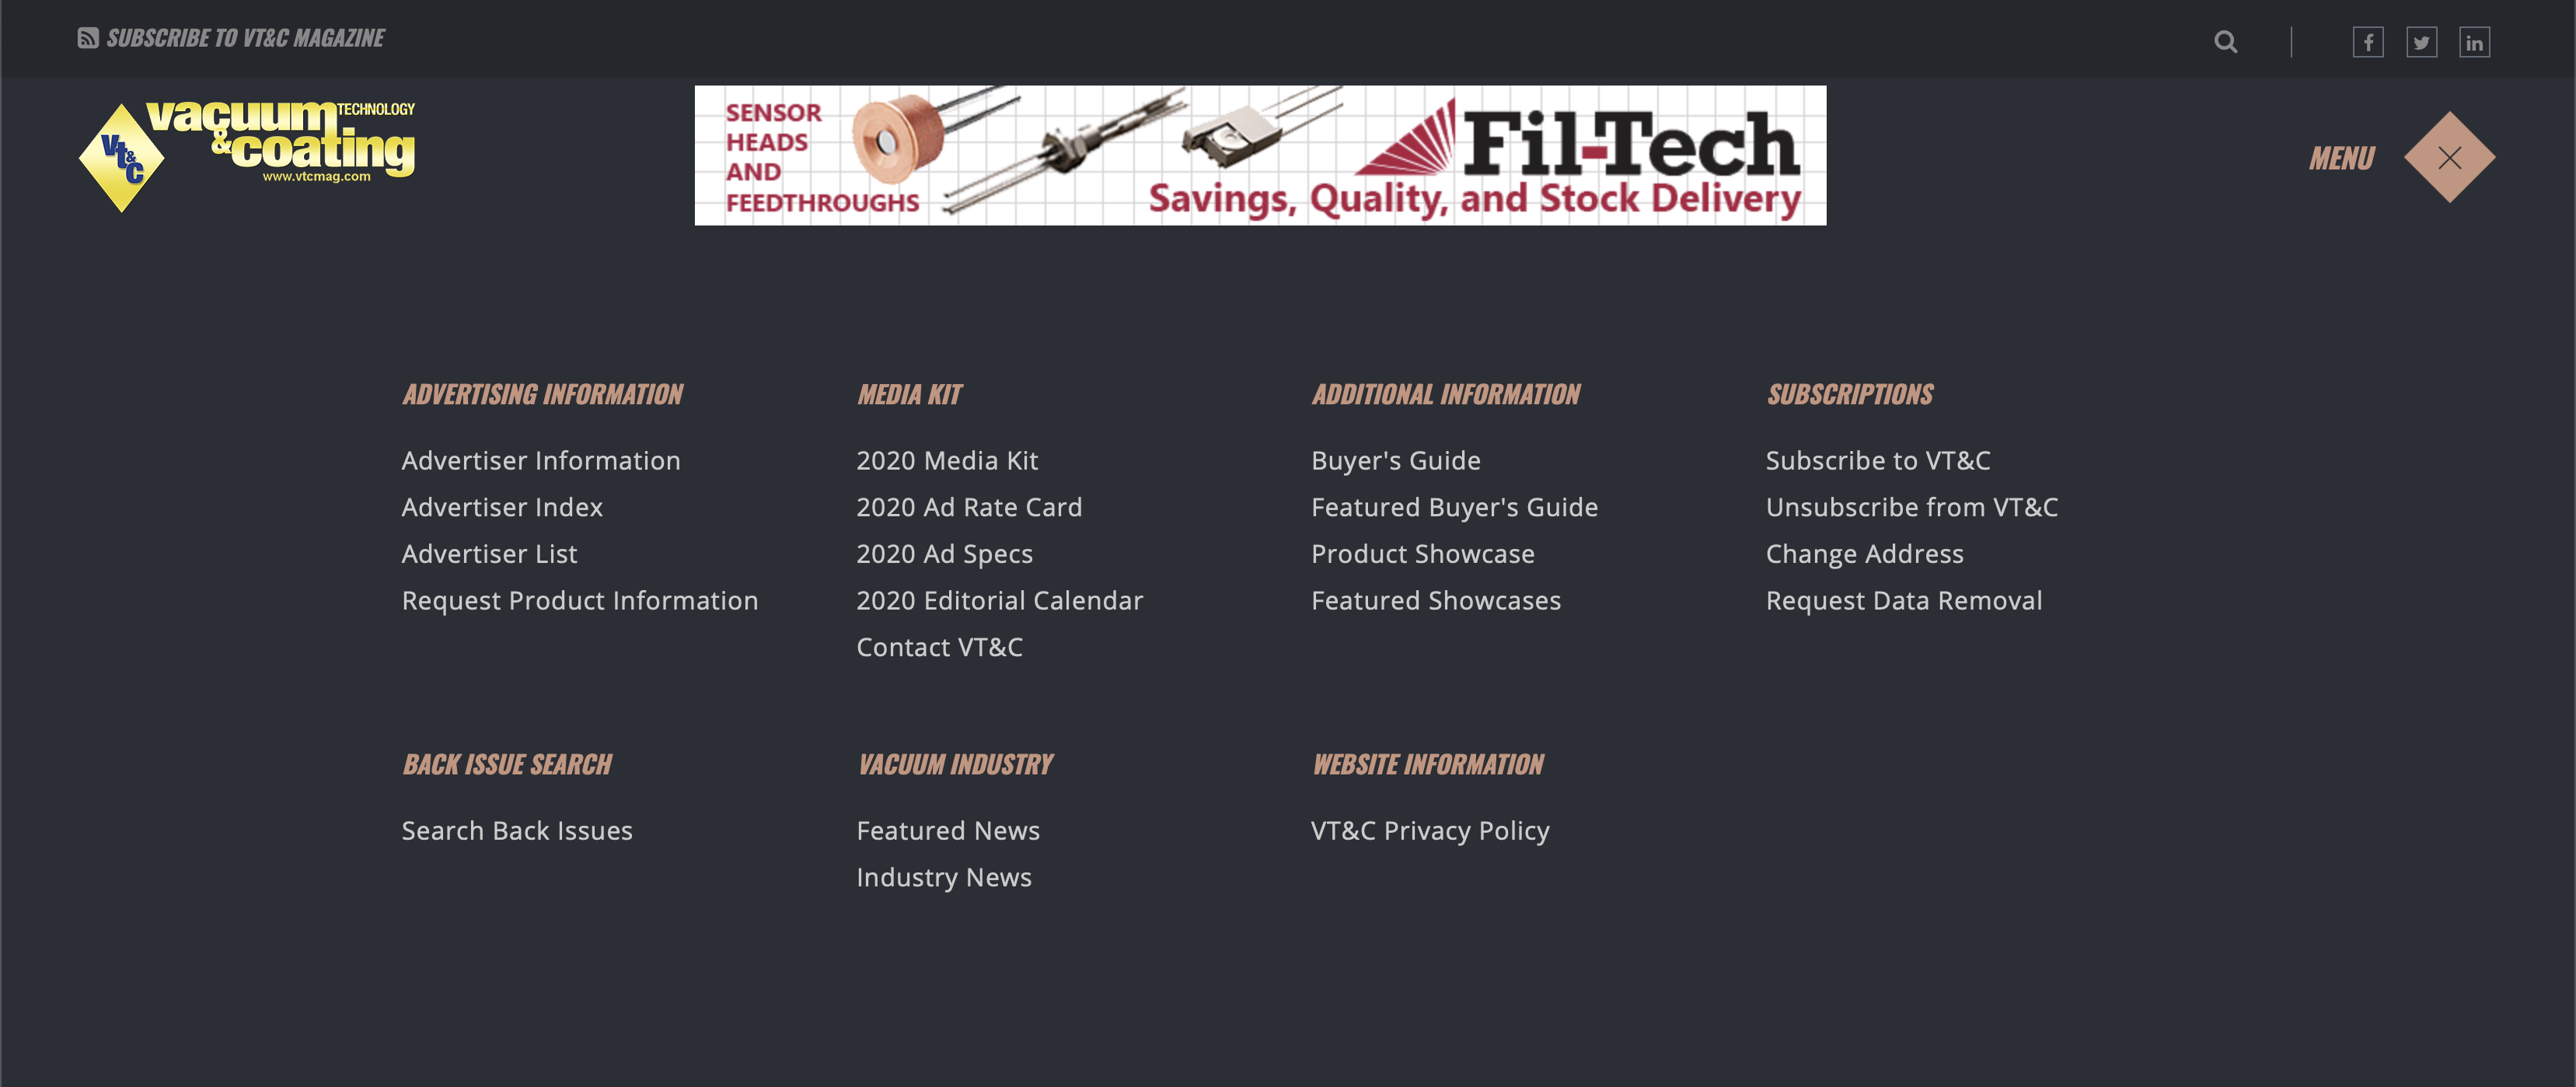 SUBSCRIBE TO VT&C MAGAZINE
vacuum TECHNOLOGY
&coating
Vt&C
www.vtcmag.com
SENSOR
HEADS
AND
FEEDTHROUGHS
Fil-Tech
Savings, Quality, and Stock Delivery
MENU
ADVERTISING INFORMATION
Advertiser Information
Advertiser Index
Advertiser List
Request Product Information
MEDIA KIT
2020 Media Kit
2020 Ad Rate Card
2020 Ad Specs
2020 Editorial Calendar
Contact VT&C
ADDITIONAL INFORMATION
Buyer's Guide
Featured Buyer's Guide
Product Showcase
Featured Showcases
SUBSCRIPTIONS
Subscribe to VT&C
Unsubscribe from VT&C
Change Address
Request Data Removal
BACK ISSUE SEARCH
Search Back Issues
VACUUM INDUSTRY
Featured News
Industry News
WEBSITE INFORMATION
VT&C Privacy Policy